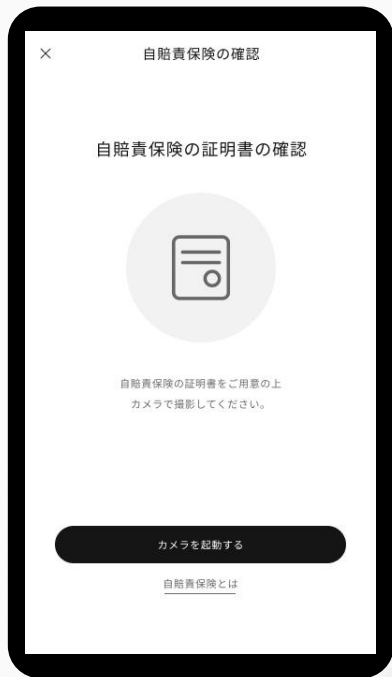 自賠責保険の確認
自賠責保険の証明書の確認
自賠責保険の証明書をご用意の上
カメラで撮影してください。
カメラを起動する
自賠責保険とは